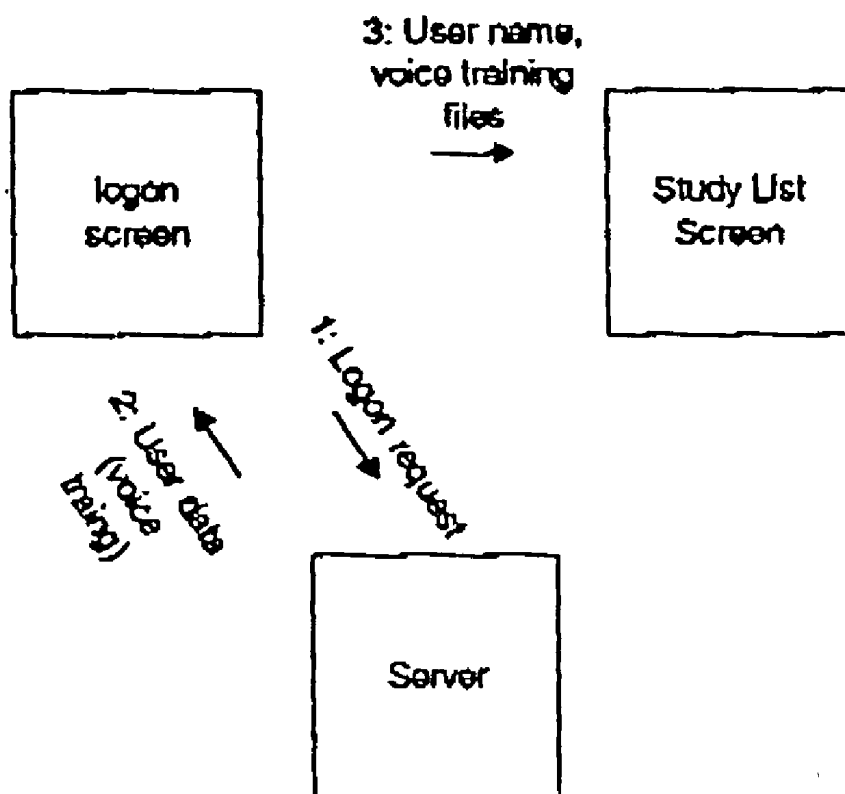 3: User name,
voice training
files
logon
screen
Study List
Screen
1: Logon request
2: User data
(voice
traing)
Server